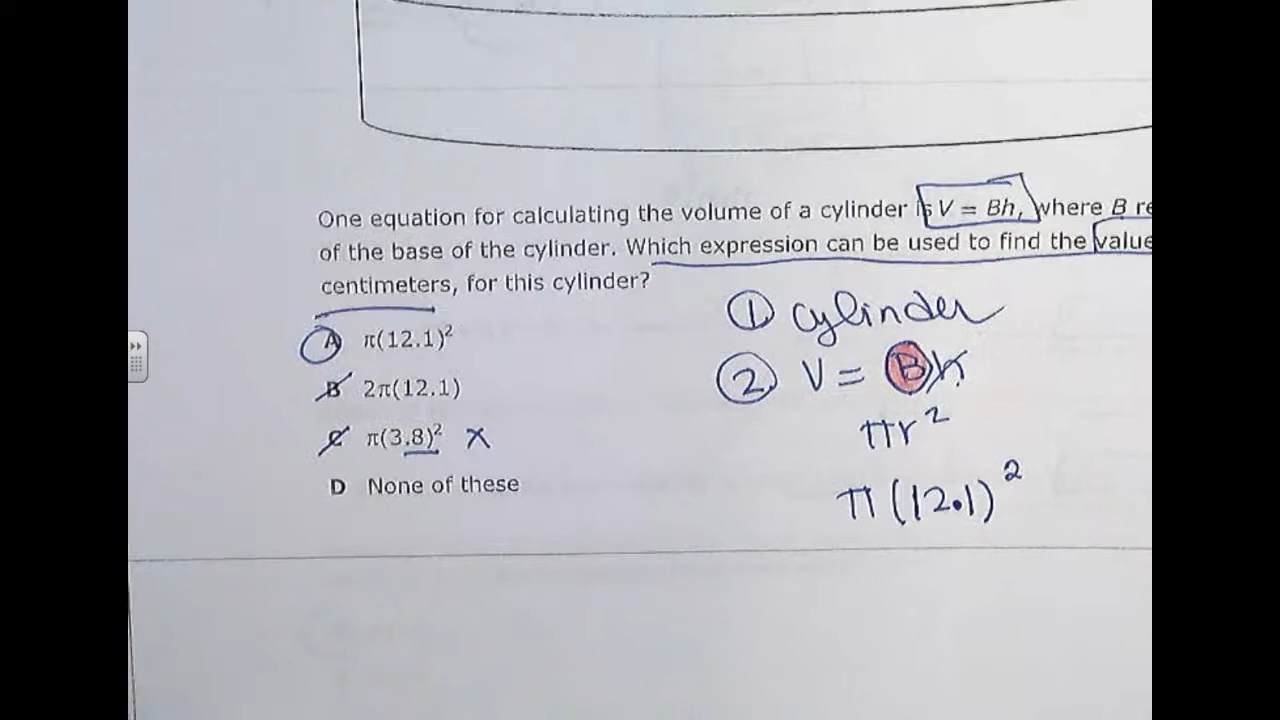 One equation for calculating the volume of a cylinder is V = Bh, where B re
of the base of the cylinder. Which expression can be used to find the value
centimeters, for this cylinder?
A π(12.1)²
B 2π(12.1)
C π(3.8)² x
D None of these
① cylinder
② V = Bh
πr²
π(12.1)²